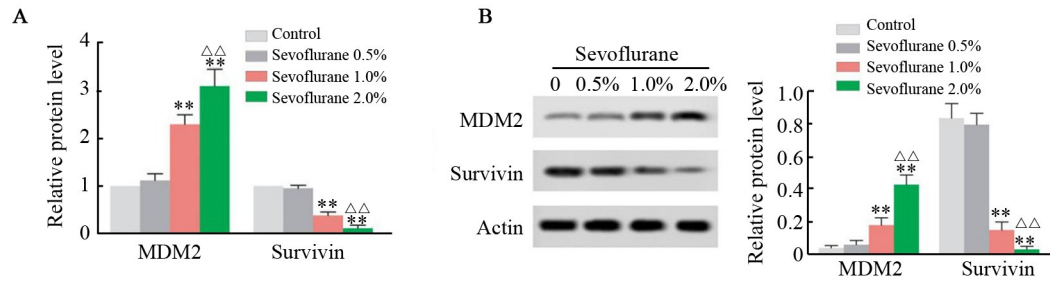 A
Relative protein level
4
3
2
1
0
Control
Sevoflurane 0.5%
Sevoflurane 1.0%
Sevoflurane 2.0%
**
△△
**
**
△△
**
MDM2 Survivin
B
Sevoflurane
0 0.5% 1.0% 2.0%
MDM2
Survivin
Actin
Relative protein level
1.0
0.8
0.6
0.4
0.2
0
Control
Sevoflurane 0.5%
Sevoflurane 1.0%
Sevoflurane 2.0%
**
△△
**
**
△△
**
MDM2 Survivin